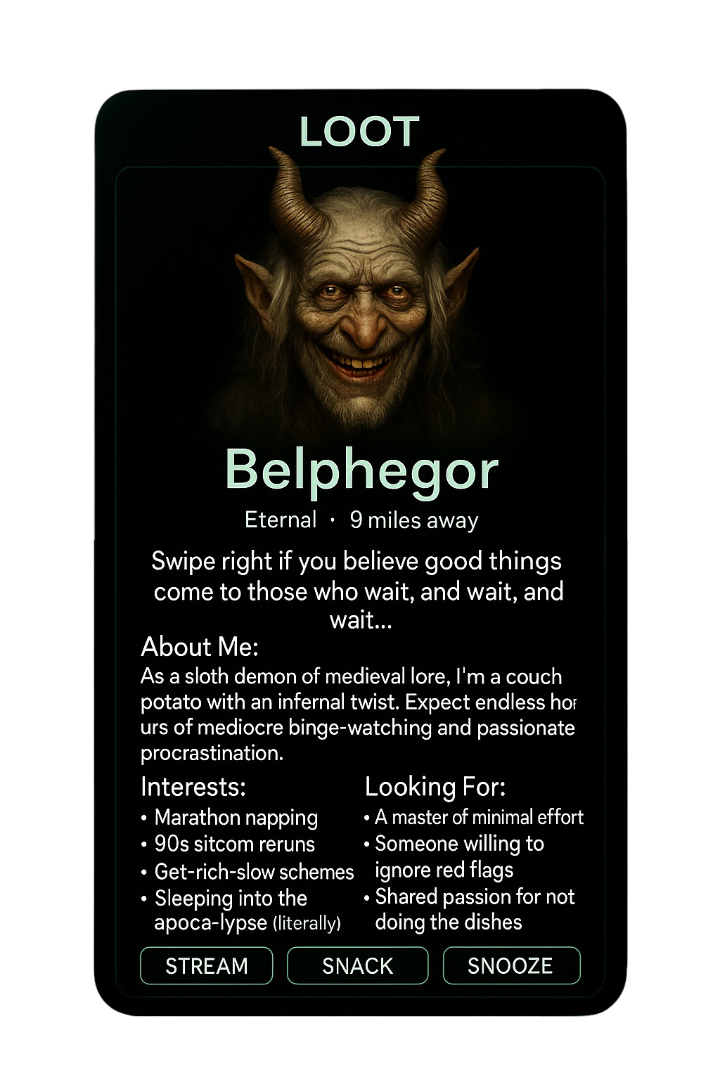 LOOT
Belphegor
Eternal · 9 miles away
Swipe right if you believe good things
come to those who wait, and wait, and
wait...
About Me:
As a sloth demon of medieval lore, I'm a couch
potato with an infernal twist. Expect endless hor
urs of mediocre binge-watching and passionate
procrastination.
Interests:
• Marathon napping
• 90s sitcom reruns
• Get-rich-slow schemes
• Sleeping into the
apoca-lypse (literally)
Looking For:
• A master of minimal effort
• Someone willing to
ignore red flags
• Shared passion for not
doing the dishes
STREAM
SNACK
SNOOZE